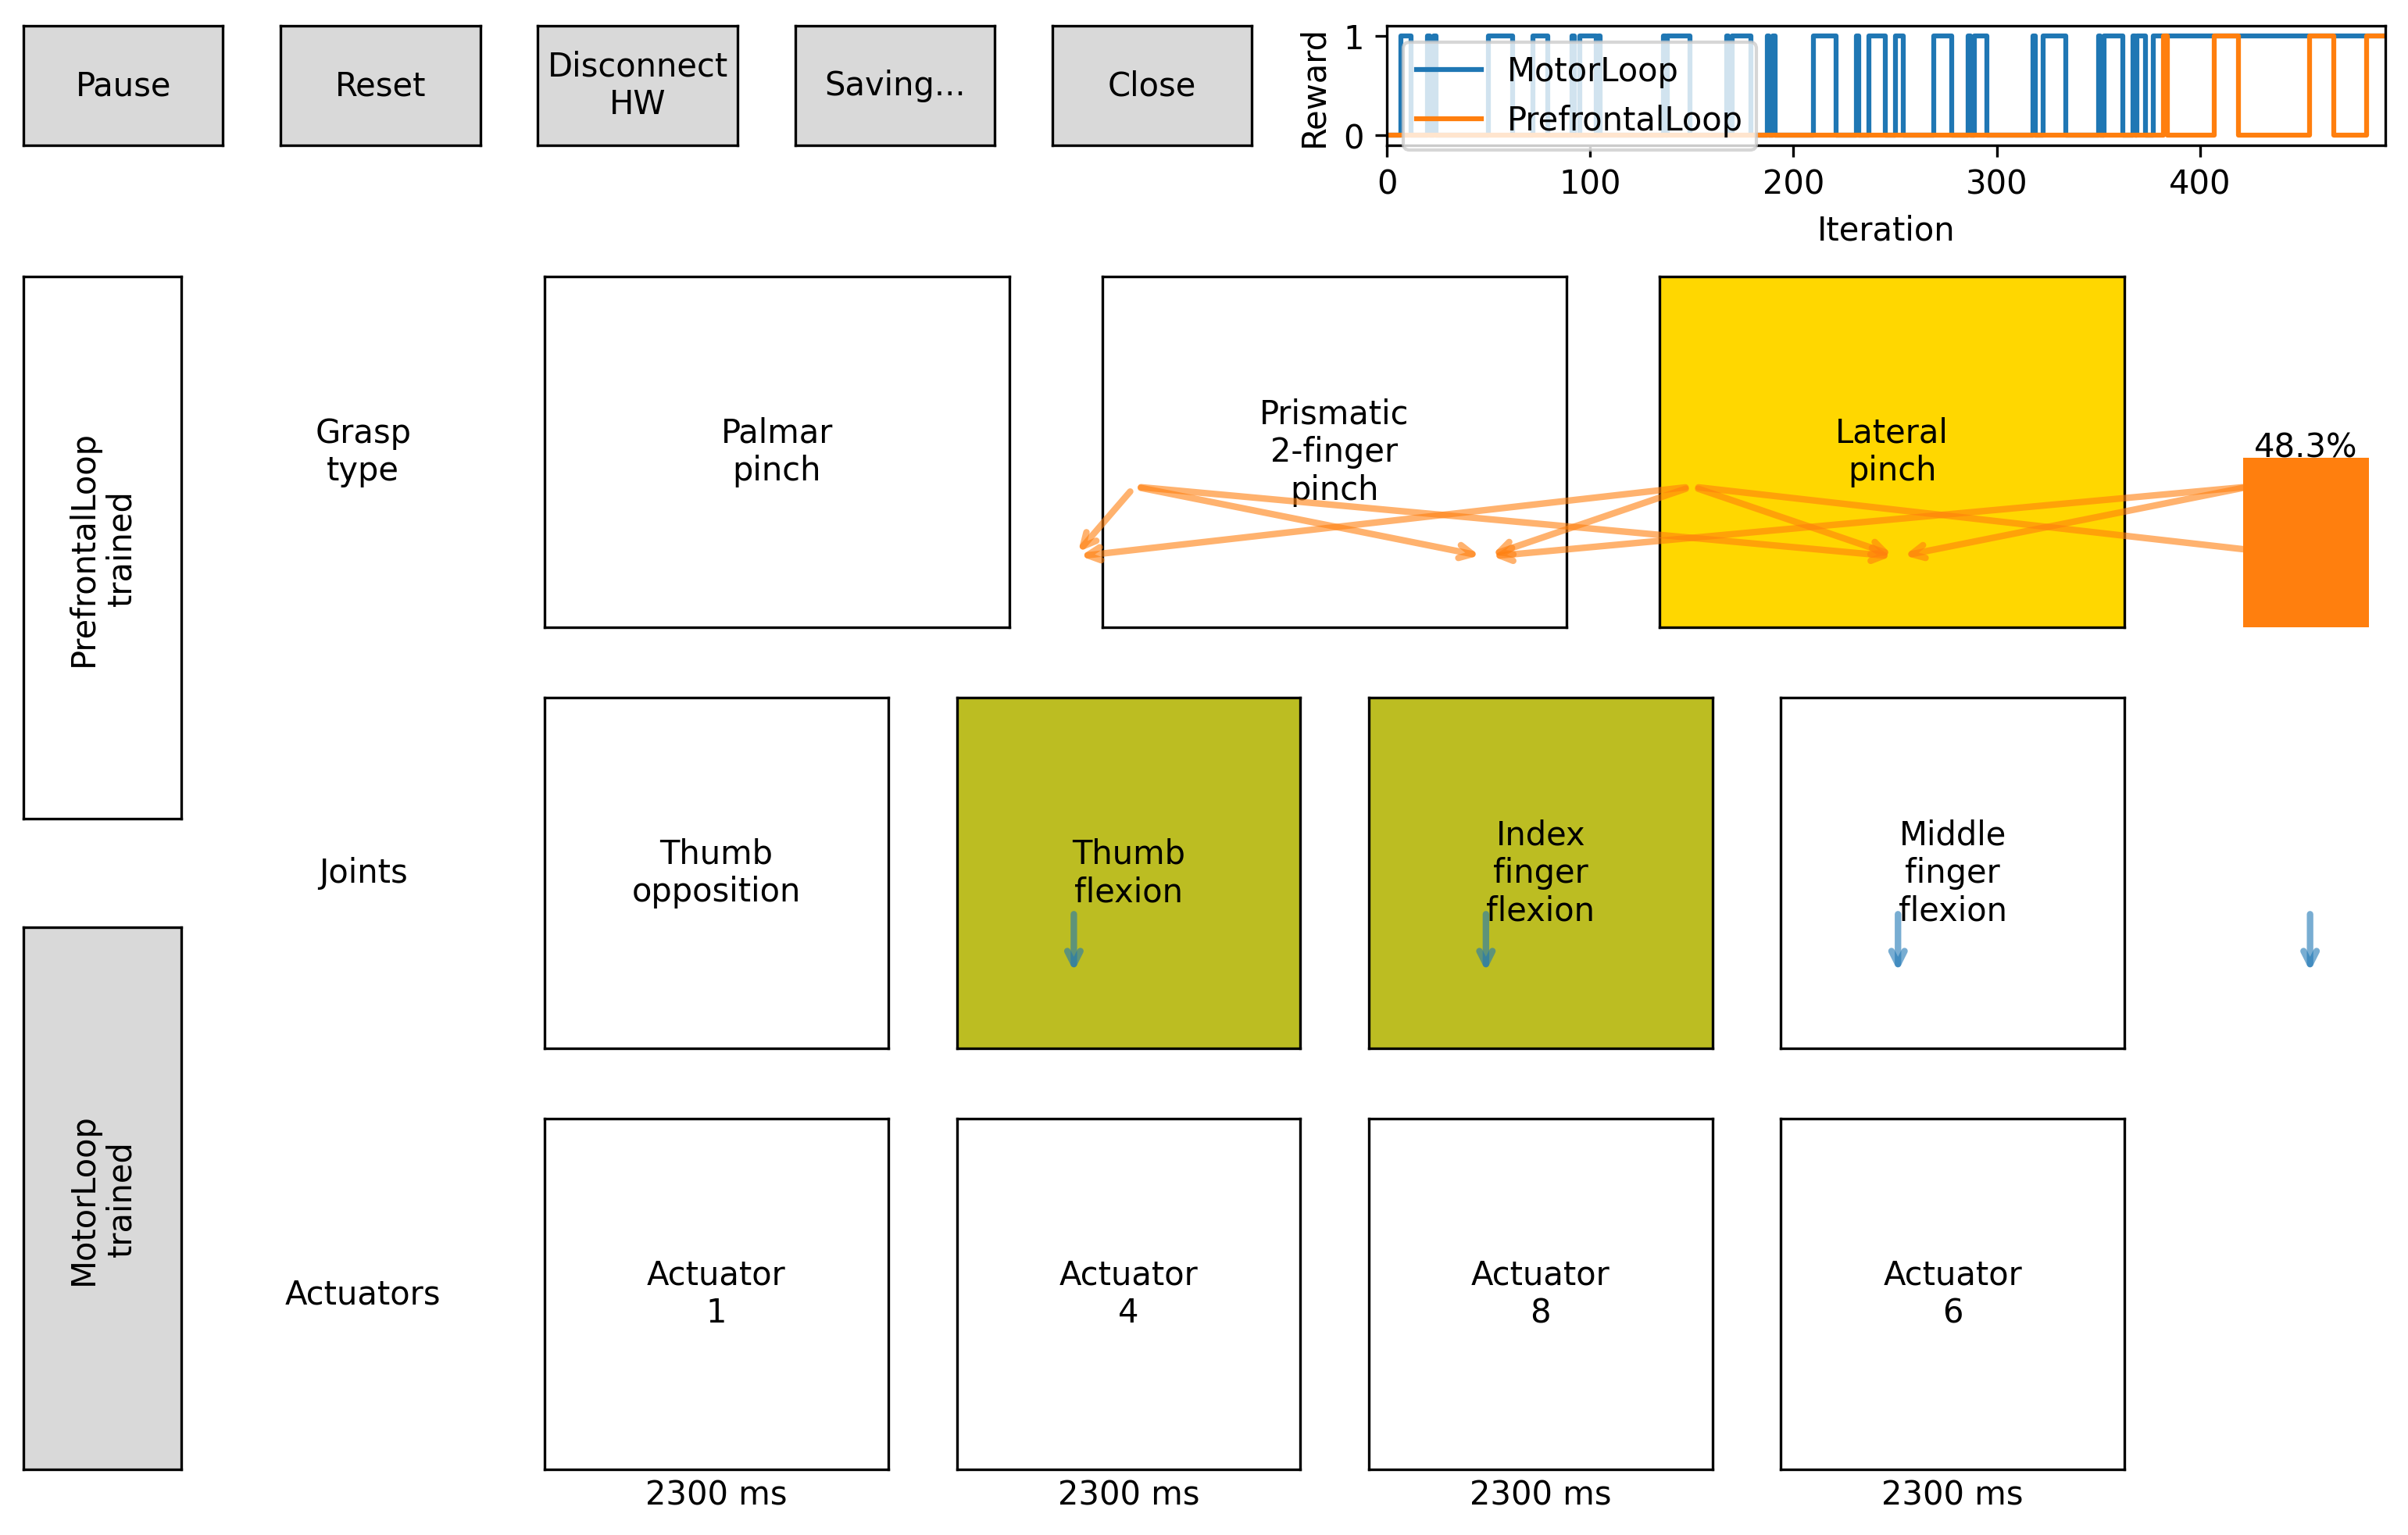 Pause
Reset
Disconnect
HW
Saving...
Close
Reward
1
0
MotorLoop
PrefrontalLoop
0
100
200
300
400
Iteration
PrefrontalLoop
trained
Grasp
type
Palmar
pinch
Prismatic
2-finger
pinch
Lateral
pinch
48.3%
Joints
Thumb
opposition
Thumb
flexion
Index
finger
flexion
Middle
finger
flexion
MotorLoop
trained
Actuators
Actuator
1
Actuator
4
Actuator
8
Actuator
6
2300 ms
2300 ms
2300 ms
2300 ms